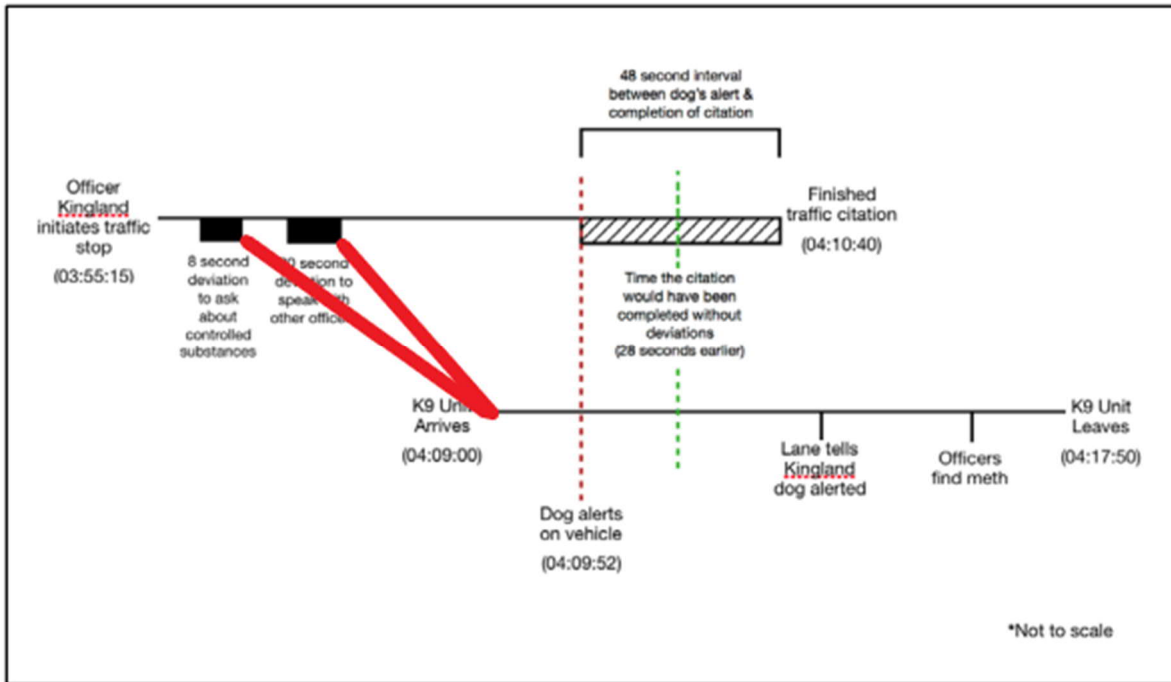 48 second interval
between dog's alert &
completion of citation
Officer
Kingland
initiates traffic
stop
(03:55:15)
8 second
deviation
to ask
about
controlled
substances
20 second
deviation to
speak with
other
Finished
traffic citation
(04:10:40)
Time the citation
would have been
completed without
deviations
(28 seconds earlier)
K9 Unit
Arrives
(04:09:00)
Dog alerts
on vehicle
(04:09:52)
Lane tells
Kingland
dog alerted
Officers
find meth
K9 Unit
Leaves
(04:17:50)
*Not to scale